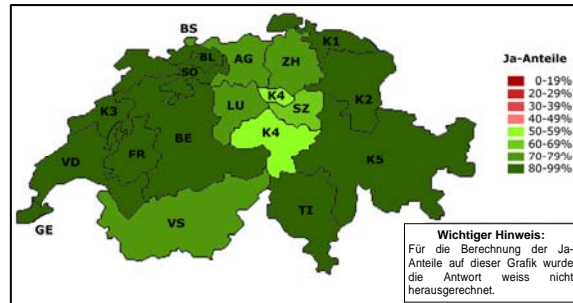 BS
K1
BL
AG
ZH
SO
K4
LU
SZ
K2
K3
K4
BE
FR
VD
K5
TI
VS
GE
Ja-Anteile
0-19%
20-29%
30-39%
40-49%
50-59%
60-69%
70-79%
80-99%
Wichtiger Hinweis:
Für die Berechnung der Ja-
Anteile auf dieser Grafik wurde
die Antwort weiss nicht
herausgerechnet.